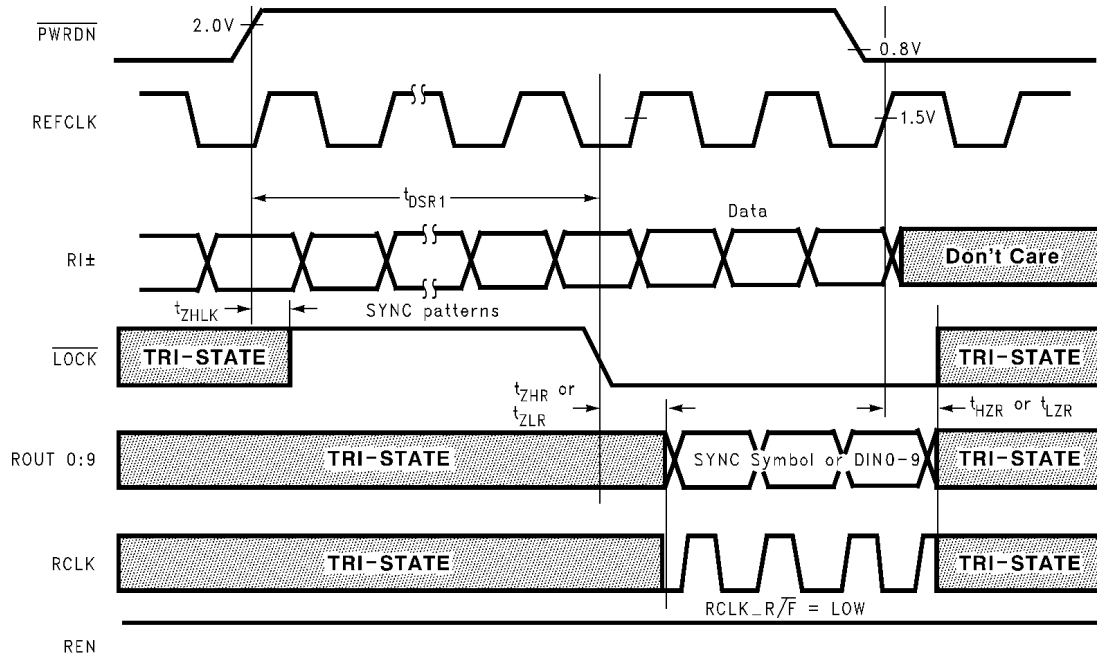 PWRDN
2.0V
0.8V
REFCLK
1.5V
tDSR1
Data
RI±
Don't Care
tZHLK
SYNC patterns
LOCK
TRI-STATE
TRI-STATE
tZHR or
tZLR
tHZR or tLZR
ROUT 0:9
TRI-STATE
SYNC Symbol or DIN0-9
TRI-STATE
RCLK
TRI-STATE
TRI-STATE
RCLK_R/F = LOW
REN